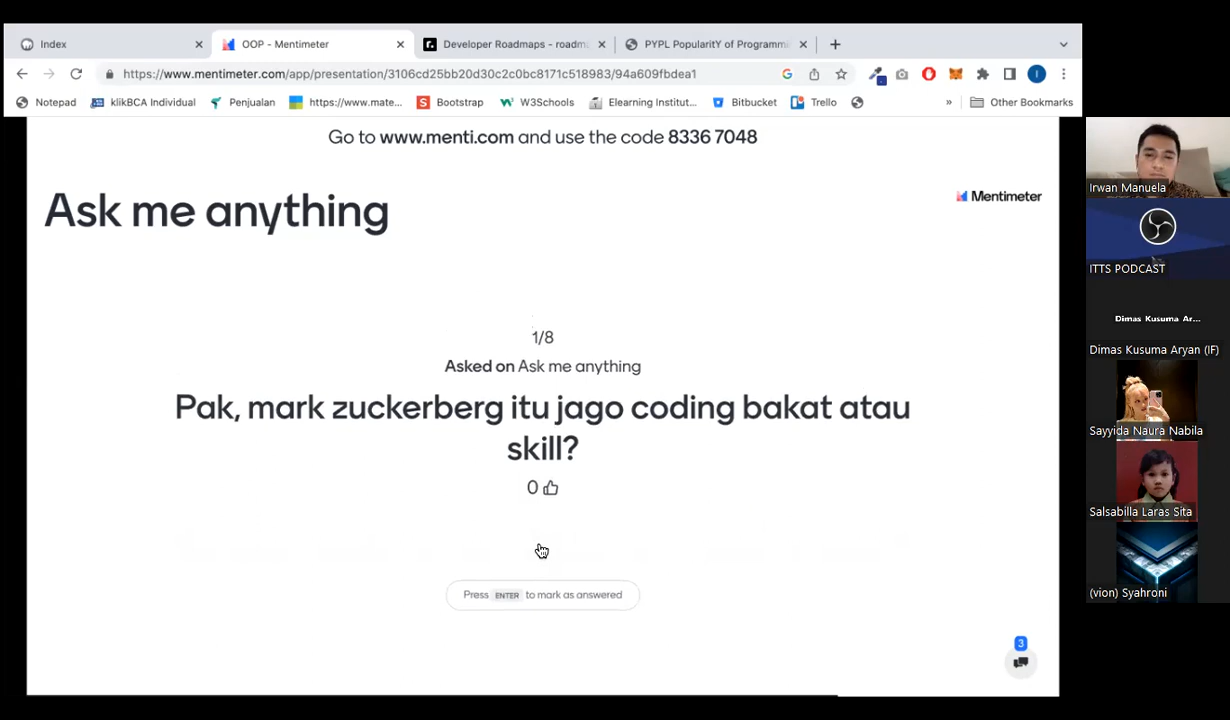 Index
OOP - Mentimeter
Developer Roadmaps - roadm
PYPL PopularitY of Programmi
https://www.mentimeter.com/app/presentation/3106cd25bb20d30c2c0bc8171c518983/94a609fbdea1
Notepad
klikBCA Individual
Penjualan
https://www.mate...
Bootstrap
W3Schools
Elearning Institut...
Bitbucket
Trello
Other Bookmarks
Go to www.menti.com and use the code 8336 7048
Ask me anything
Mentimeter
1/8
Asked on Ask me anything
Pak, mark zuckerberg itu jago coding bakat atau
skill?
0
Press ENTER to mark as answered
3
Irwan Manuela
ITTS PODCAST
Dimas Kusuma Ar...
Dimas Kusuma Aryan (IF)
Sayyida Naura Nabila
Salsabilla Laras Sita
(vion) Syahroni